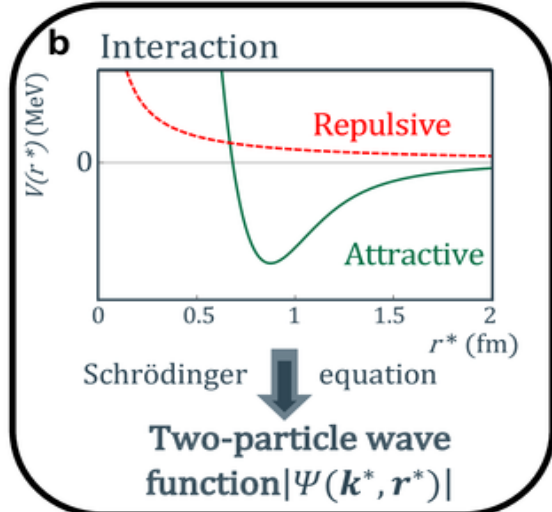 b Interaction
V(r*) (MeV)
0
Repulsive
Attractive
0 0.5 1 1.5 2
r* (fm)
Schrödinger equation
Two-particle wave
function|Ψ(k*, r*)|